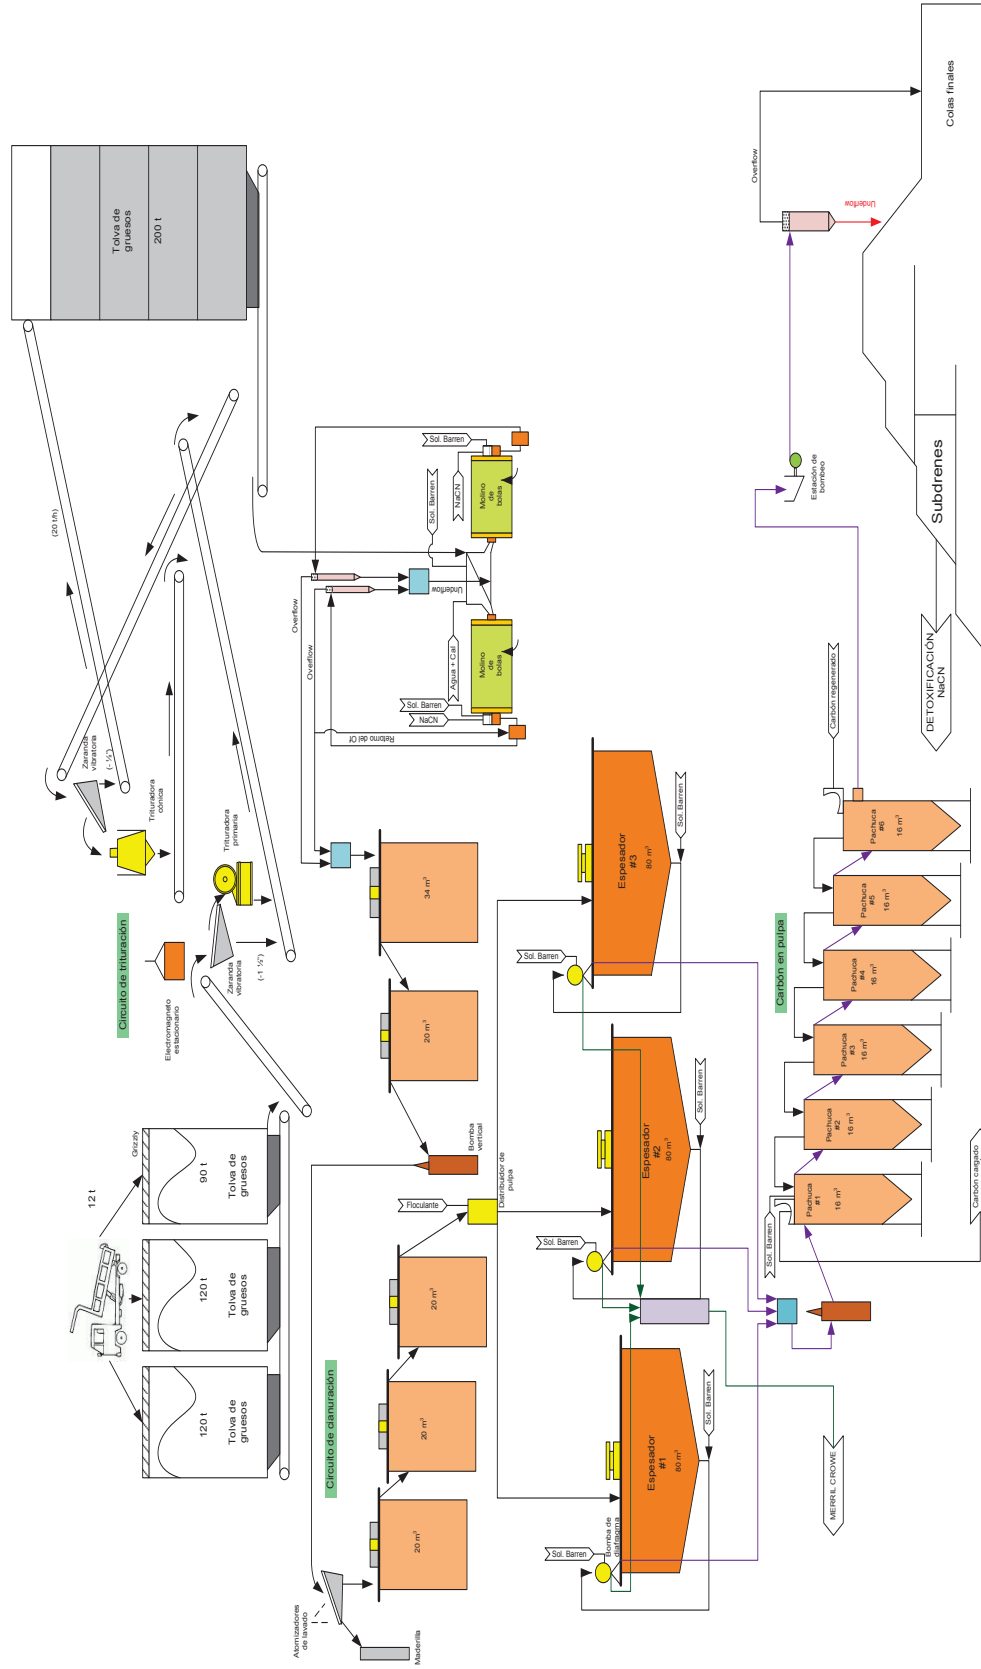 12 t
Grizzly
120 t
Tolva de
gruesos
120 t
Tolva de
gruesos
90 t
Tolva de
gruesos
Circuito de trituración
Electromagneto
estacionario
Zaranda
vibratoria
(-1 ½")
Trituradora
primaria
Trituradora
cónica
Zaranda
vibratoria
(- ½")
(20 t/h)
Tolva de
gruesos
200 t
Circuito de cianuración
Atomizadores
de lavado
Maderilla
20 m³
20 m³
20 m³
Floculante
Distribuidor de
pulpa
Bomba
vertical
20 m³
34 m³
Overflow
Overflow
Retorno del Of
NaCN
Sol. Barren
Molino
de
bolas
Agua + Cal
Underflow
Sol. Barren
Molino
de
bolas
NaCN
Sol. Barren
Sol. Barren
Bomba de
diafragma
Espesador
#1
80 m³
Sol. Barren
Sol. Barren
Espesador
#2
80 m³
Sol. Barren
Sol. Barren
Espesador
#3
80 m³
Sol. Barren
MERRIL CROWE
Carbón en pulpa
Sol. Barren
Pachuca
#1
16 m³
Pachuca
#2
16 m³
Pachuca
#3
16 m³
Pachuca
#4
16 m³
Pachuca
#5
16 m³
Pachuca
#6
16 m³
Carbón cargado
Carbón regenerado
Estación de
bombeo
Overflow
Underflow
Colas finales
Subdrenes
DETOXIFICACIÓN
NaCN